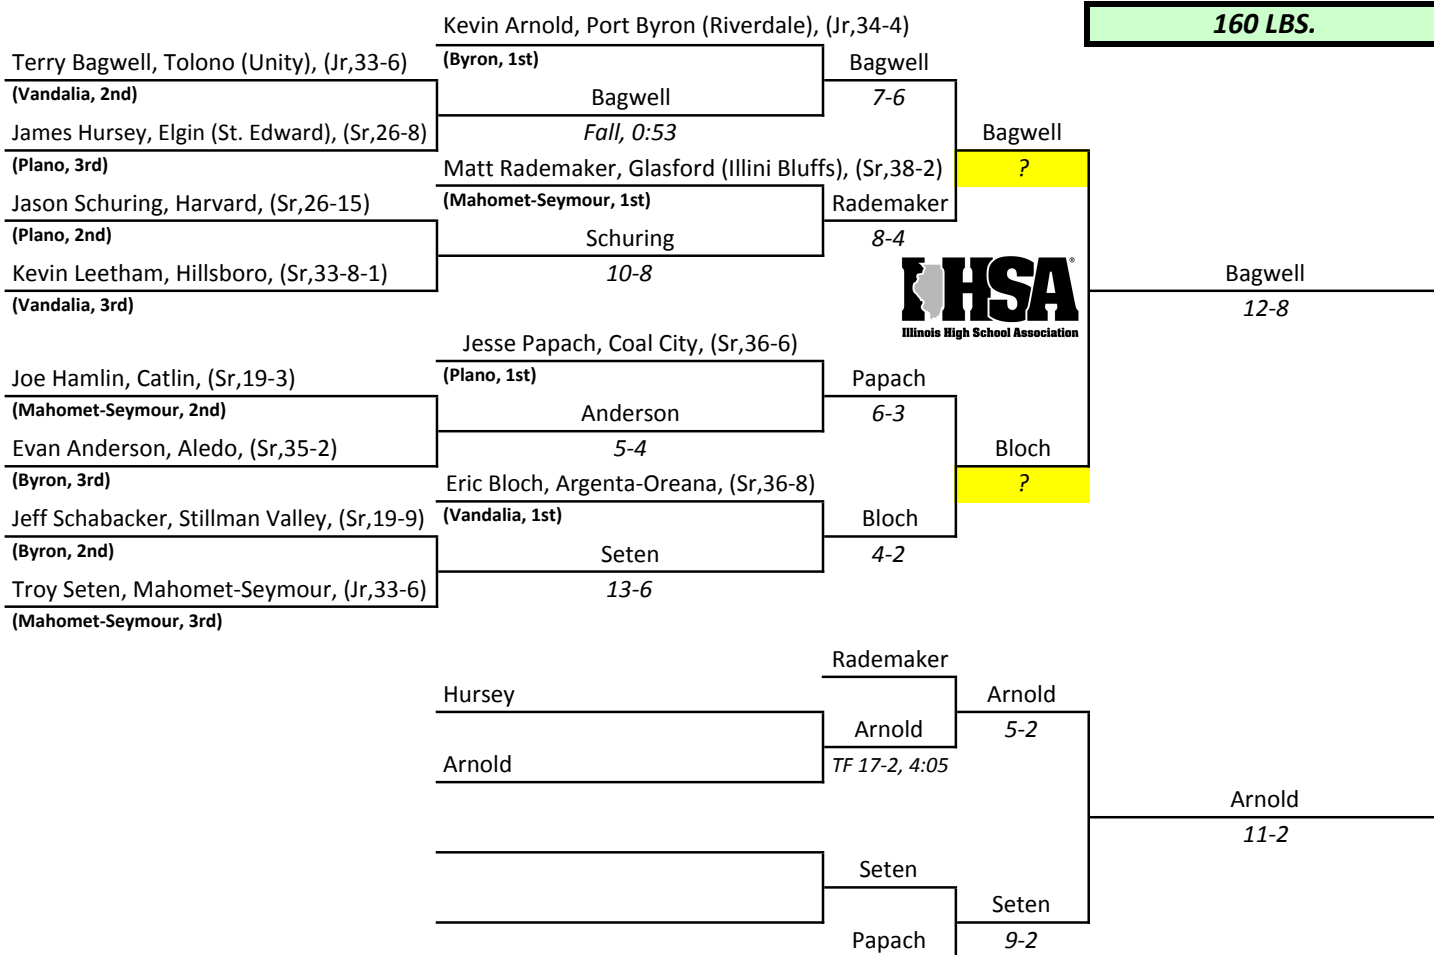 Kevin Arnold, Port Byron (Riverdale), (Jr,34-4)
160 LBS.
Terry Bagwell, Tolono (Unity), (Jr,33-6)
(Byron, 1st)
Bagwell
(Vandalia, 2nd)
Bagwell
7-6
James Hursey, Elgin (St. Edward), (Sr,26-8)
Fall, 0:53
Bagwell
(Plano, 3rd)
Matt Rademaker, Glasford (Illini Bluffs), (Sr,38-2)
?
Jason Schuring, Harvard, (Sr,26-15)
(Mahomet-Seymour, 1st)
Rademaker
(Plano, 2nd)
Schuring
8-4
Kevin Leetham, Hillsboro, (Sr,33-8-1)
10-8
IHSA
Illinois High School Association
Bagwell
(Vandalia, 3rd)
12-8
Jesse Papach, Coal City, (Sr,36-6)
Joe Hamlin, Catlin, (Sr,19-3)
(Plano, 1st)
Papach
(Mahomet-Seymour, 2nd)
Anderson
6-3
Evan Anderson, Aledo, (Sr,35-2)
5-4
Bloch
(Byron, 3rd)
Eric Bloch, Argenta-Oreana, (Sr,36-8)
?
Jeff Schabacker, Stillman Valley, (Sr,19-9)
(Vandalia, 1st)
Bloch
(Byron, 2nd)
Seten
4-2
Troy Seten, Mahomet-Seymour, (Jr,33-6)
13-6
(Mahomet-Seymour, 3rd)
Rademaker
Hursey
Arnold
Arnold
5-2
Arnold
TF 17-2, 4:05
Arnold
11-2
Seten
Seten
Papach
9-2